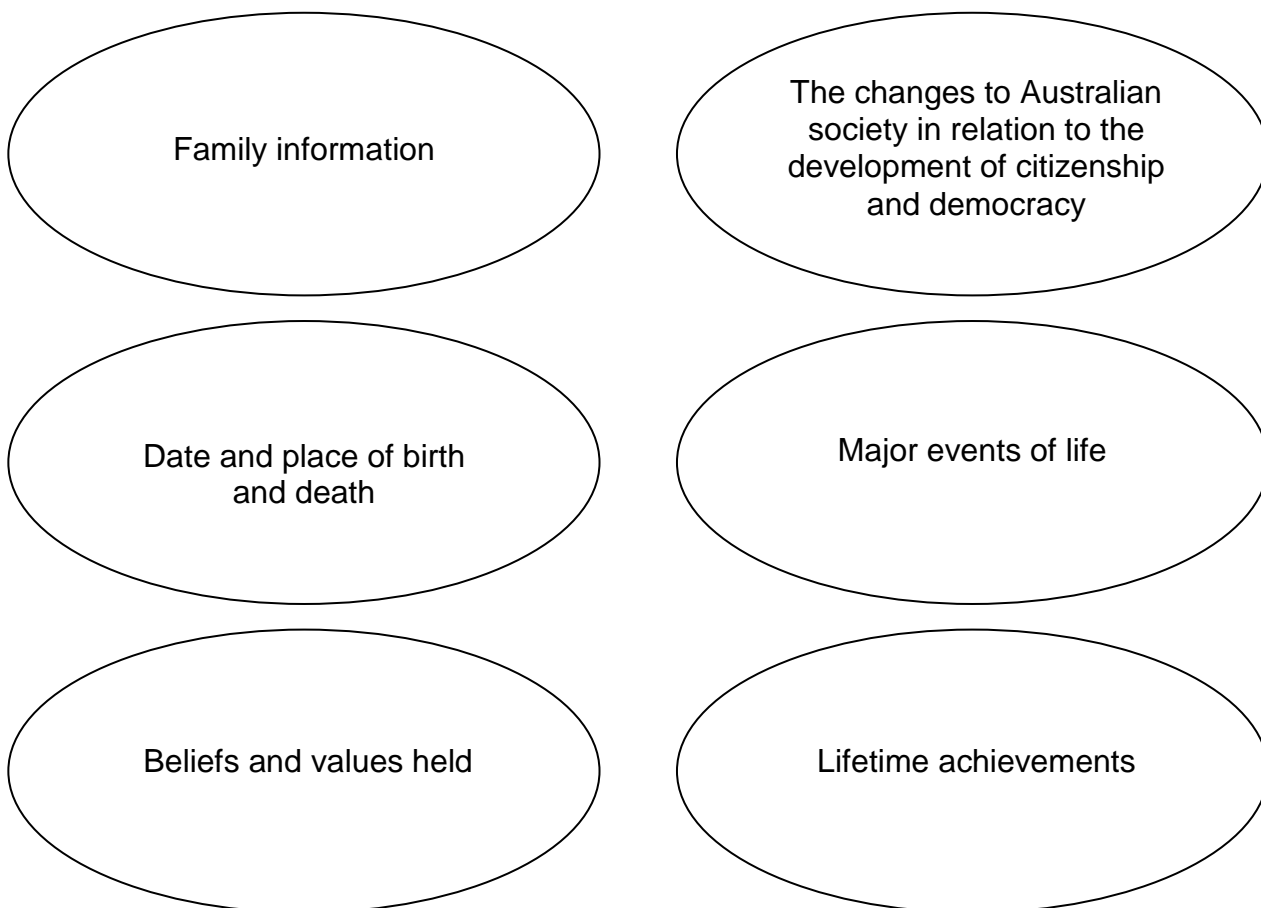 Family information
The changes to Australian
society in relation to the
development of citizenship
and democracy
Date and place of birth
and death
Major events of life
Beliefs and values held
Lifetime achievements